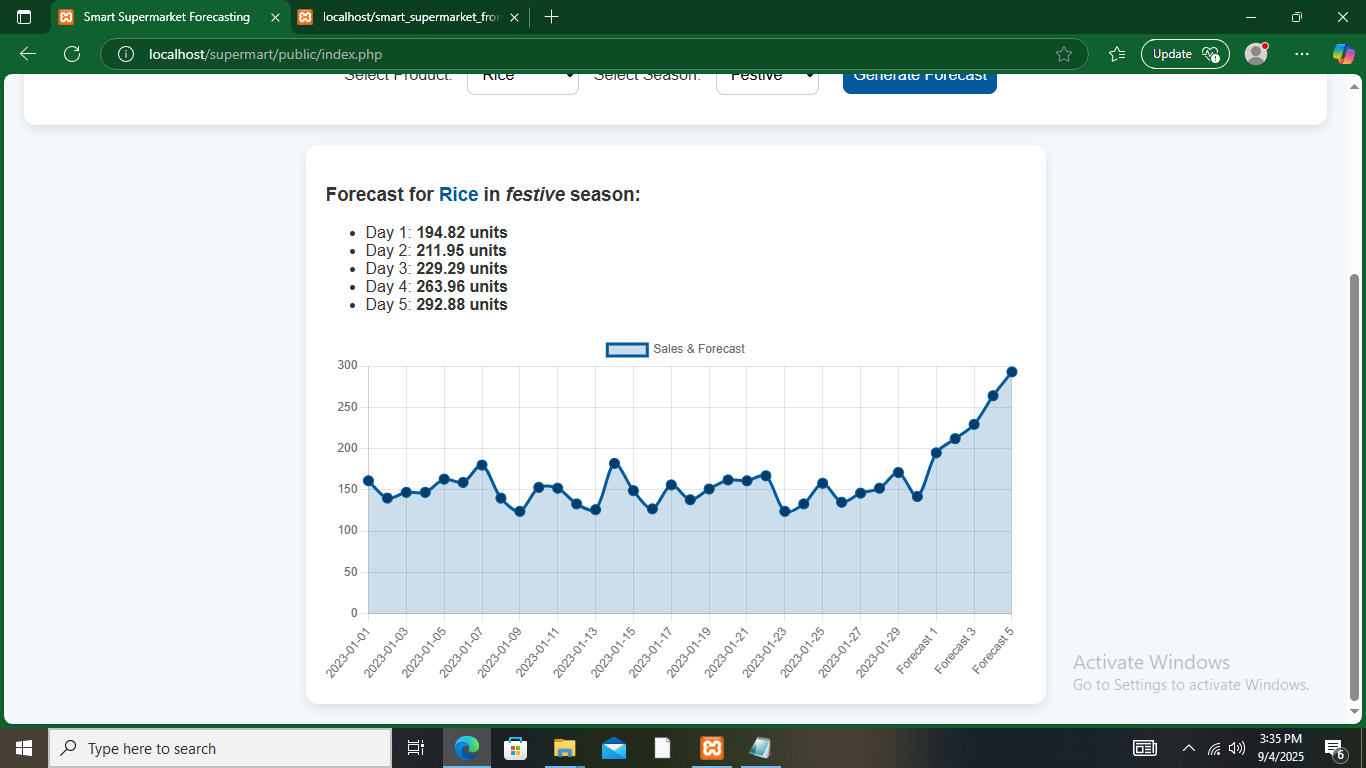 Smart Supermarket Forecasting
localhost/smart_supermarket_fro
localhost/supermart/public/index.php
Update
Select Product:
Rice
Select Season:
Festive
Generate Forecast
Forecast for Rice in festive season:
Day 1: 194.82 units
Day 2: 211.95 units
Day 3: 229.29 units
Day 4: 263.96 units
Day 5: 292.88 units
Sales & Forecast
300
250
200
150
100
50
0
2023-01-01
2023-01-03
2023-01-05
2023-01-07
2023-01-09
2023-01-11
2023-01-13
2023-01-15
2023-01-17
2023-01-19
2023-01-21
2023-01-23
2023-01-25
2023-01-27
2023-01-29
Forecast 1
Forecast 3
Forecast 5
Activate Windows
Go to Settings to activate Windows.
Type here to search
3:35 PM
9/4/2025
6